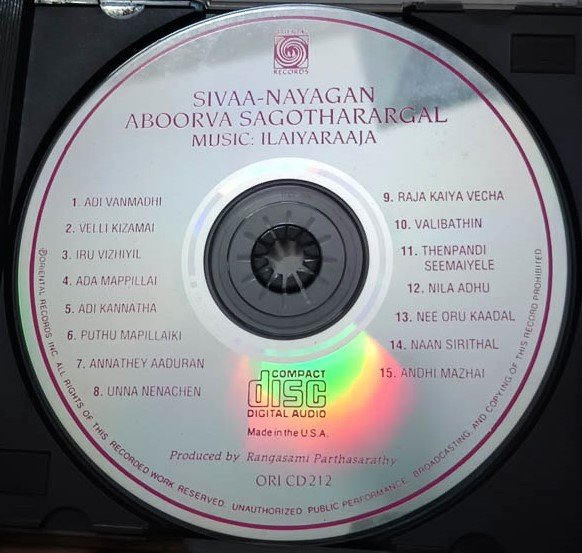 ORIENTAL
RECORDS
SIVAA-NAYAGAN
ABOORVA SAGOTHARARGAL
MUSIC: ILAIYARAAJA
1. ADI VANMADHI
2. VELLI KIZAMAI
3. IRU VIZHIYIL
4. ADA MAPPILLAI
5. ADI KANNATHA
6. PUTHU MAPILLAIKI
7. ANNATHEY AADURAN
8. UNNA NENACHEN
9. RAJA KAIYA VECHA
10. VALIBATHIN
11. THENPANDI
SEEMAIYELE
12. NILA ADHU
13. NEE ORU KAADAL
14. NAAN SIRITHAL
15. ANDHI MAZHAI
COMPACT
disc
DIGITAL AUDIO
Made in the U.S.A.
Produced by Rangasami Parthasarathy
ORI CD 212
℗ORIENTAL RECORDS INC. ALL RIGHTS OF THIS RECORDED WORK RESERVED. UNAUTHORIZED PUBLIC PERFORMANCE, BROADCASTING, AND COPYING OF THIS RECORD PROHIBITED